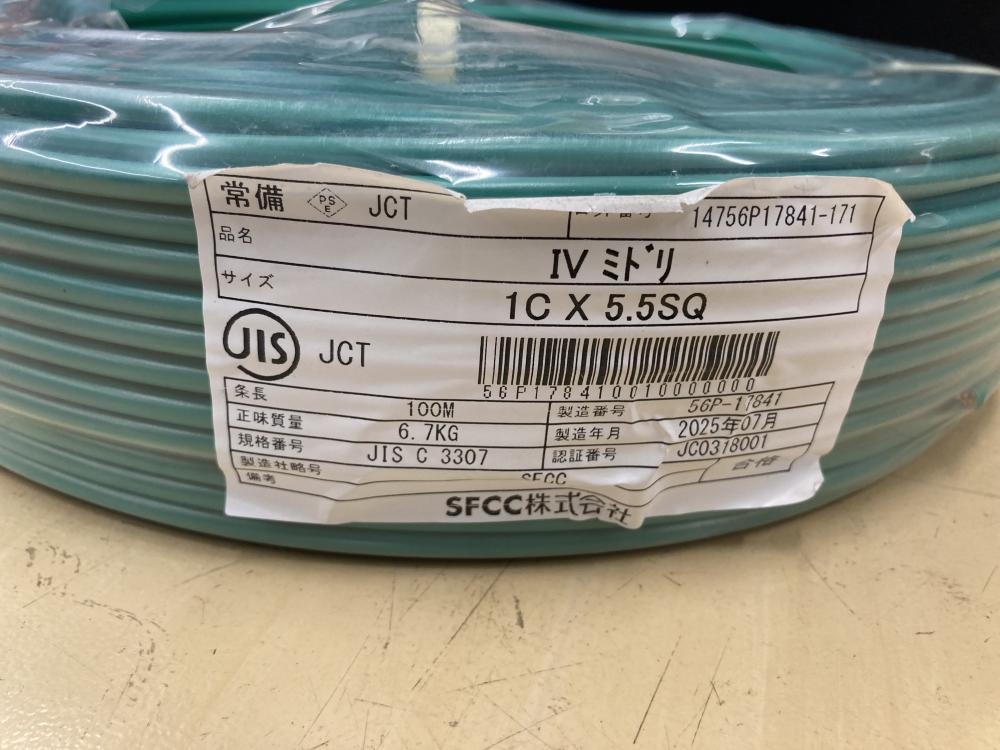 常備 PSE JCT 14756P17841-171
品名 IV ミドリ
サイズ 1C X 5.5SQ
JIS JCT
56P178410010000000
条長 100M 製造番号 56P-17841
正味質量 6.7KG 製造年月 2025年07月
規格番号 JIS C 3307 認証番号 JC0318001
製造社略号 SFCC 合格
備考
SFCC株式会社